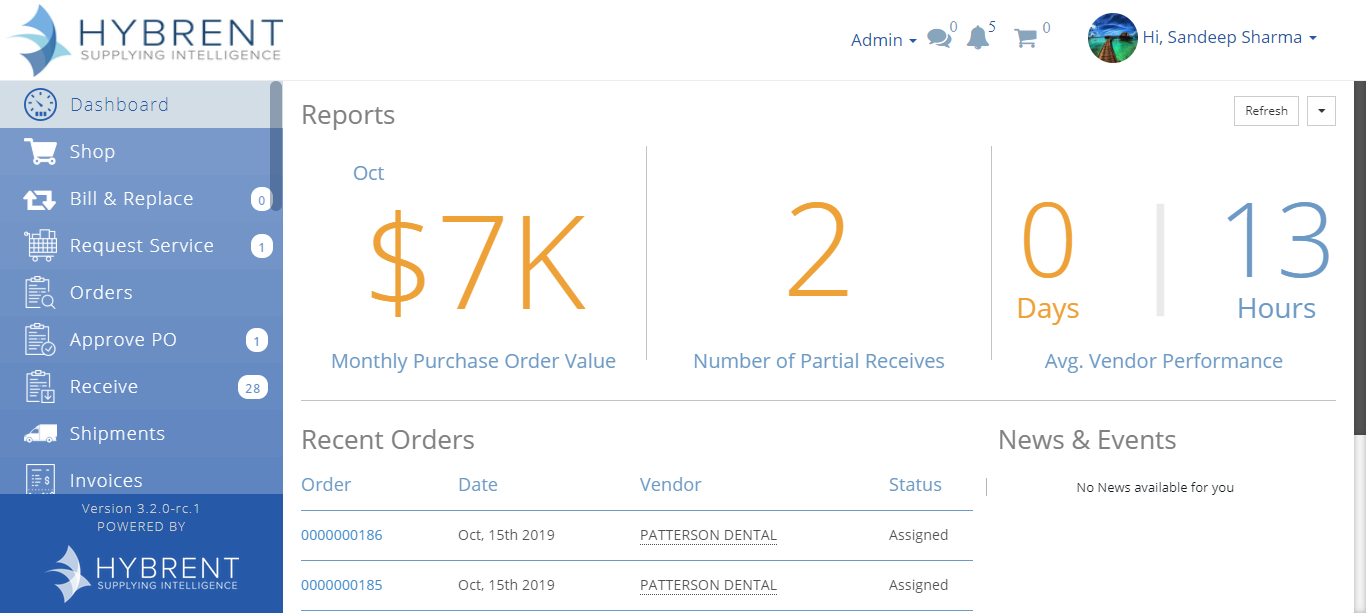 HYBRENT
SUPPLYING INTELLIGENCE
Admin
0
5
0
Hi, Sandeep Sharma
Dashboard
Shop
Bill & Replace 0
Request Service 1
Orders
Approve PO 1
Receive 28
Shipments
Invoices
Version 3.2.0-rc.1
POWERED BY
HYBRENT
SUPPLYING INTELLIGENCE
Reports
Refresh
Oct
$7K
Monthly Purchase Order Value
2
Number of Partial Receives
0 13
Days Hours
Avg. Vendor Performance
Recent Orders
Order Date Vendor Status
0000000186 Oct, 15th 2019 PATTERSON DENTAL Assigned
0000000185 Oct, 15th 2019 PATTERSON DENTAL Assigned
News & Events
No News available for you